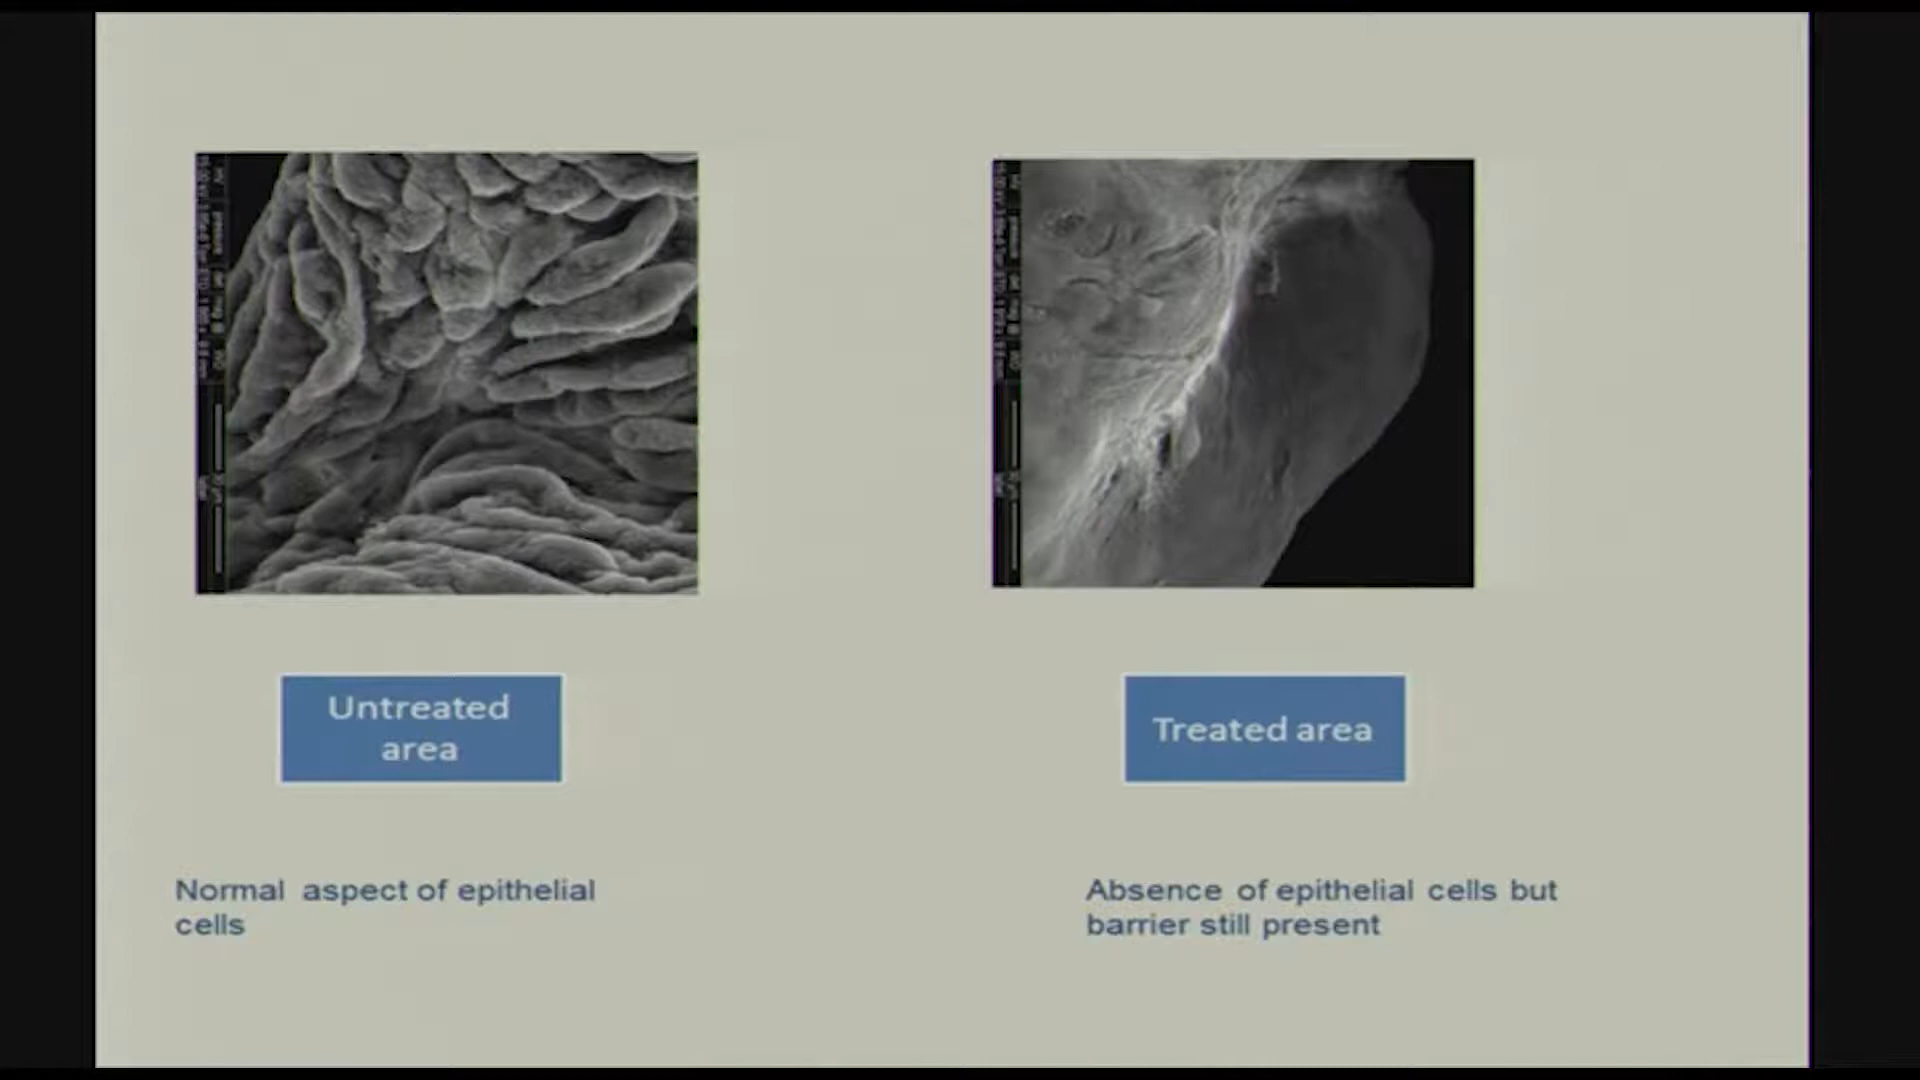 Untreated
area
Treated area
Normal aspect of epithelial
cells
Absence of epithelial cells but
barrier still present